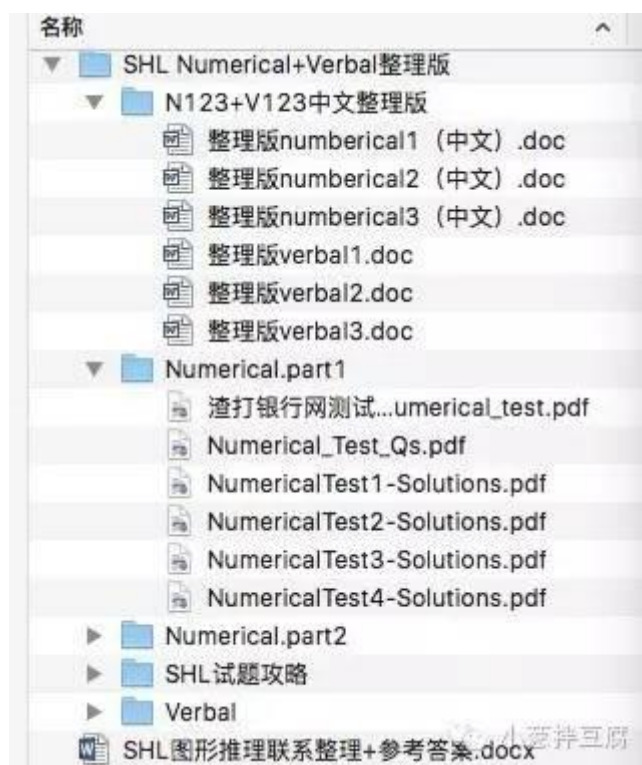 名称
SHL Numerical+Verbal整理版
N123+V123中文整理版
整理版numberical1（中文）.doc
整理版numberical2（中文）.doc
整理版numberical3（中文）.doc
整理版verbal1.doc
整理版verbal2.doc
整理版verbal3.doc
Numerical.part1
渣打银行网测试...umerical_test.pdf
Numerical_Test_Qs.pdf
NumericalTest1-Solutions.pdf
NumericalTest2-Solutions.pdf
NumericalTest3-Solutions.pdf
NumericalTest4-Solutions.pdf
Numerical.part2
SHL试题攻略
Verbal
小葱拌豆腐
SHL图形推理联系整理+参考答案.docx